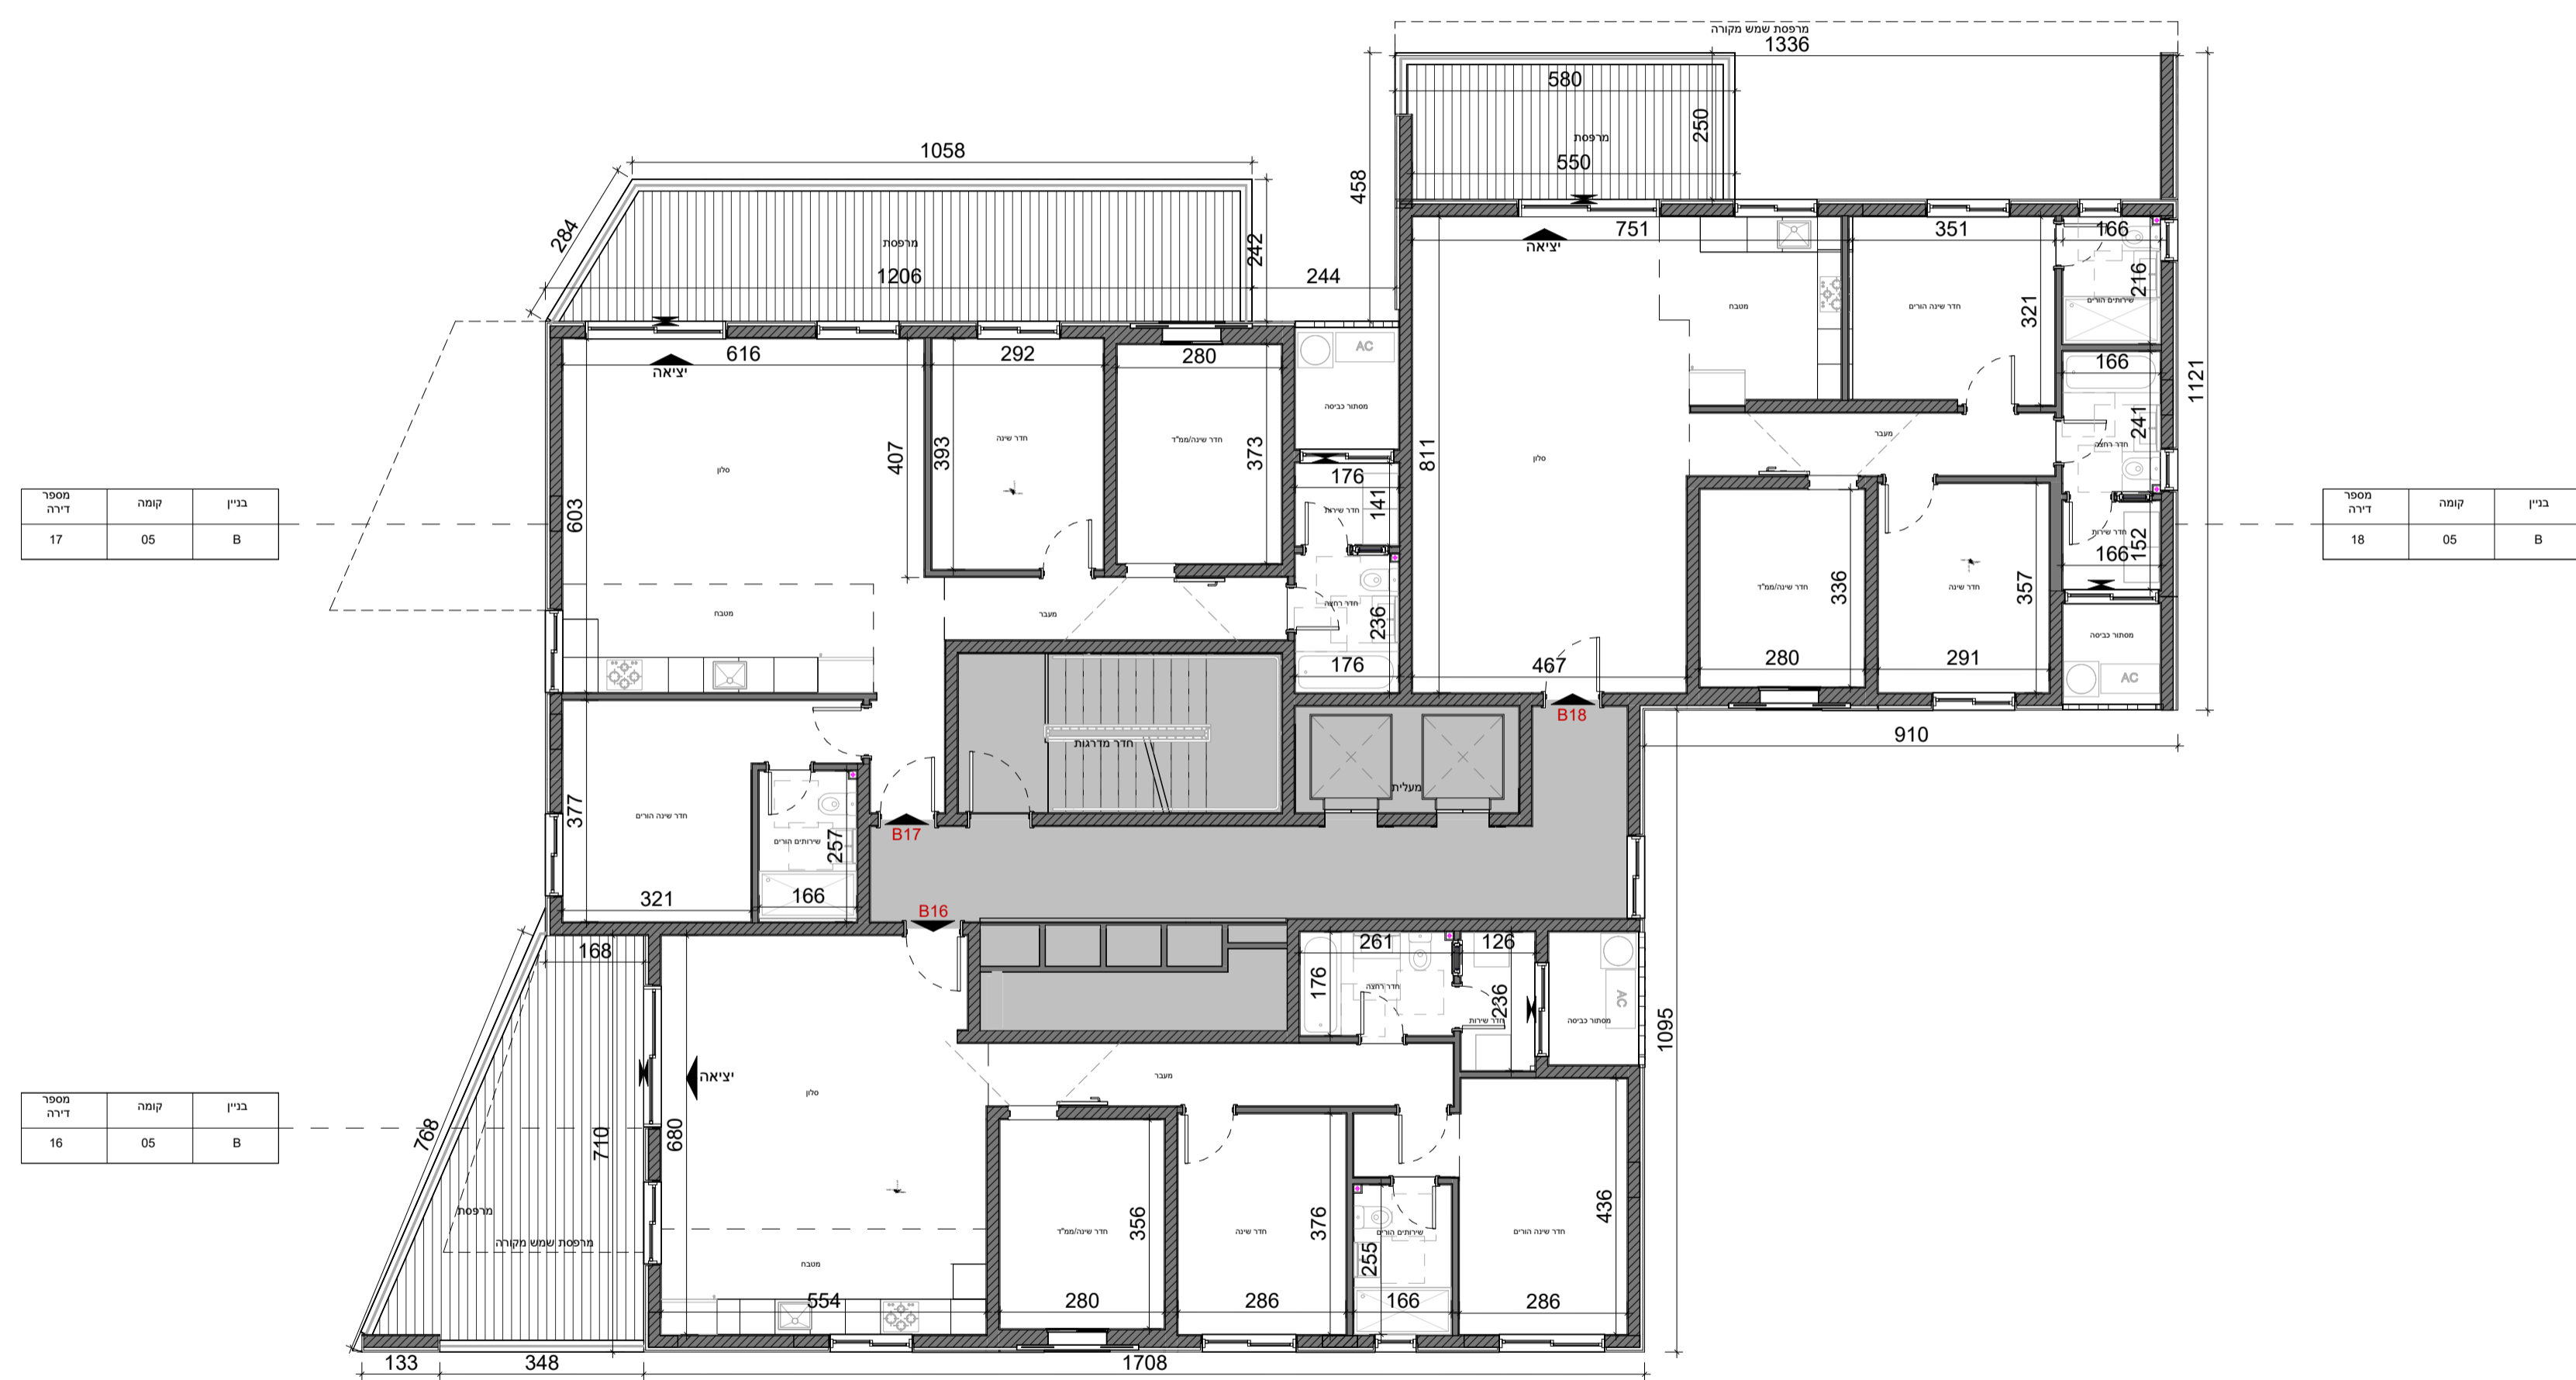 מרפסת שמש מקורה
1336
580
250
מרפסת
550
458
1058
284
מרפסת
242
1206
244
751
351
166
יציאה
מטבח
חדר שינה הורים
321
216
שירותים הורים
166
1121
241
חדר רחצה
מעבר
811
סלון
616
292
280
יציאה
AC
מסתור כביסה
407
393
חדר שינה
חדר שינה/ממ"ד
373
סלון
603
176
141
חדר שירות
חדר רחצה
236
176
מטבח
מעבר
חדר שינה/ממ"ד
336
חדר שינה
357
חדר שירות
152
166
מסתור כביסה
AC
467
280
291
B18
910
מספר דירה
קומה
בניין
17
05
B
מספר דירה
קומה
בניין
18
05
B
חדר מדרגות
מעלית
377
חדר שינה הורים
שירותים הורים
257
321
166
B17
B16
168
261
126
176
חדר רחצה
236
חדר שירות
AC
מסתור כביסה
1095
768
710
680
יציאה
סלון
מעבר
מספר דירה
קומה
בניין
16
05
B
מרפסת
מרפסת שמש מקורה
מטבח
חדר שינה/ממ"ד
356
חדר שינה
376
שירותים הורים
255
חדר שינה הורים
436
554
280
286
166
286
133
348
1708